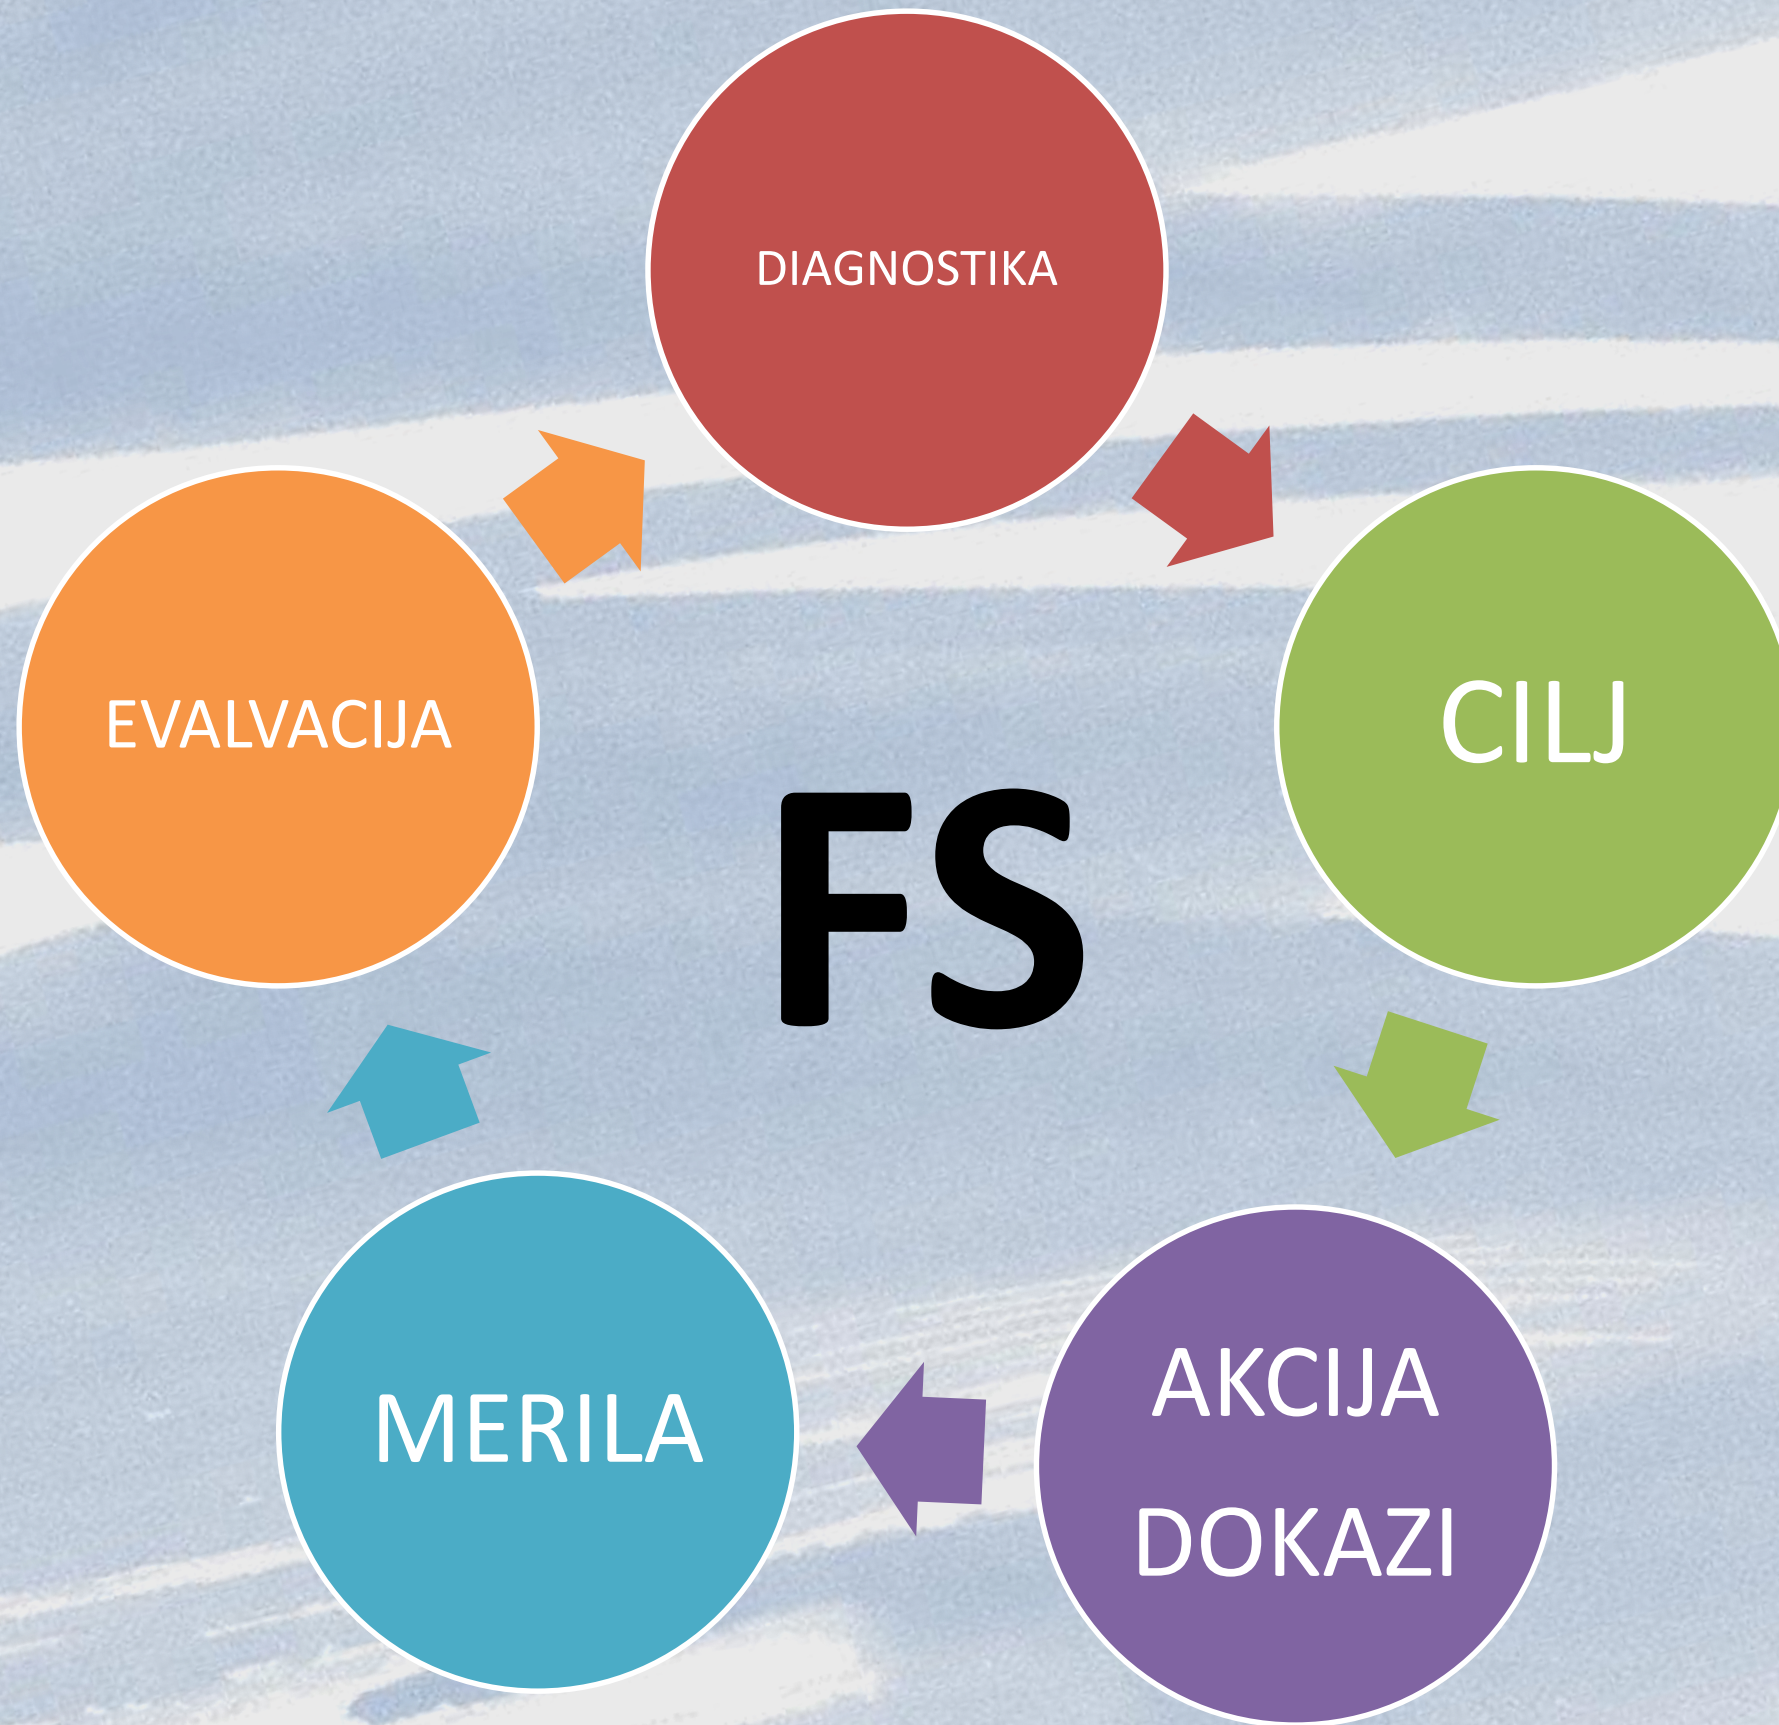 DIAGNOSTIKA
CILJ
AKCIJA
DOKAZI
MERILA
EVALVACIJA
FS